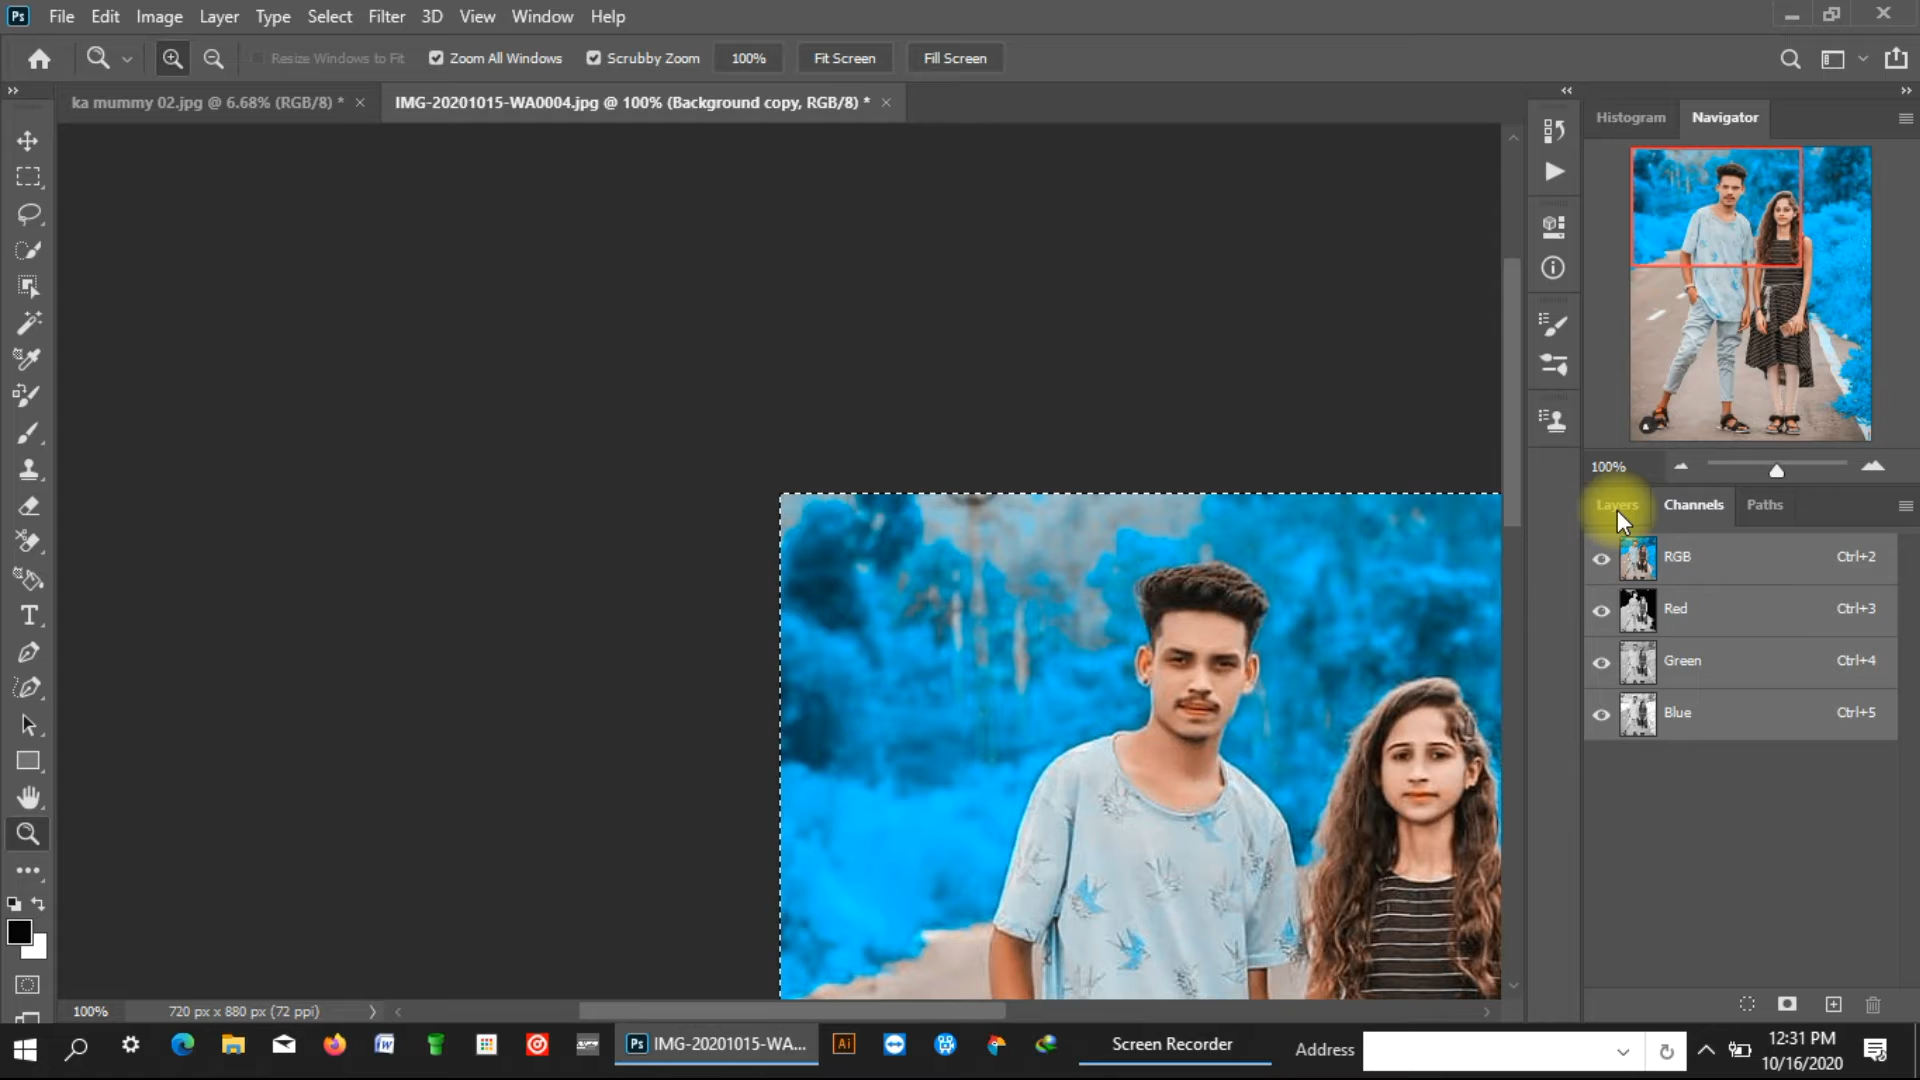 Ps File Edit Image Layer Type Select Filter 3D View Window Help
Resize Windows to Fit Zoom All Windows Scrubby Zoom 100% Fit Screen Fill Screen
ka mummy 02.jpg @ 6.68% (RGB/8) * × IMG-20201015-WA0004.jpg @ 100% (Background copy, RGB/8) * ×
Histogram Navigator
100%
Layers Channels Paths
RGB Ctrl+2
Red Ctrl+3
Green Ctrl+4
Blue Ctrl+5
100% 720 px x 880 px (72 ppi)
Ps IMG-20201015-WA... Ai Screen Recorder Address
12:31 PM
10/16/2020